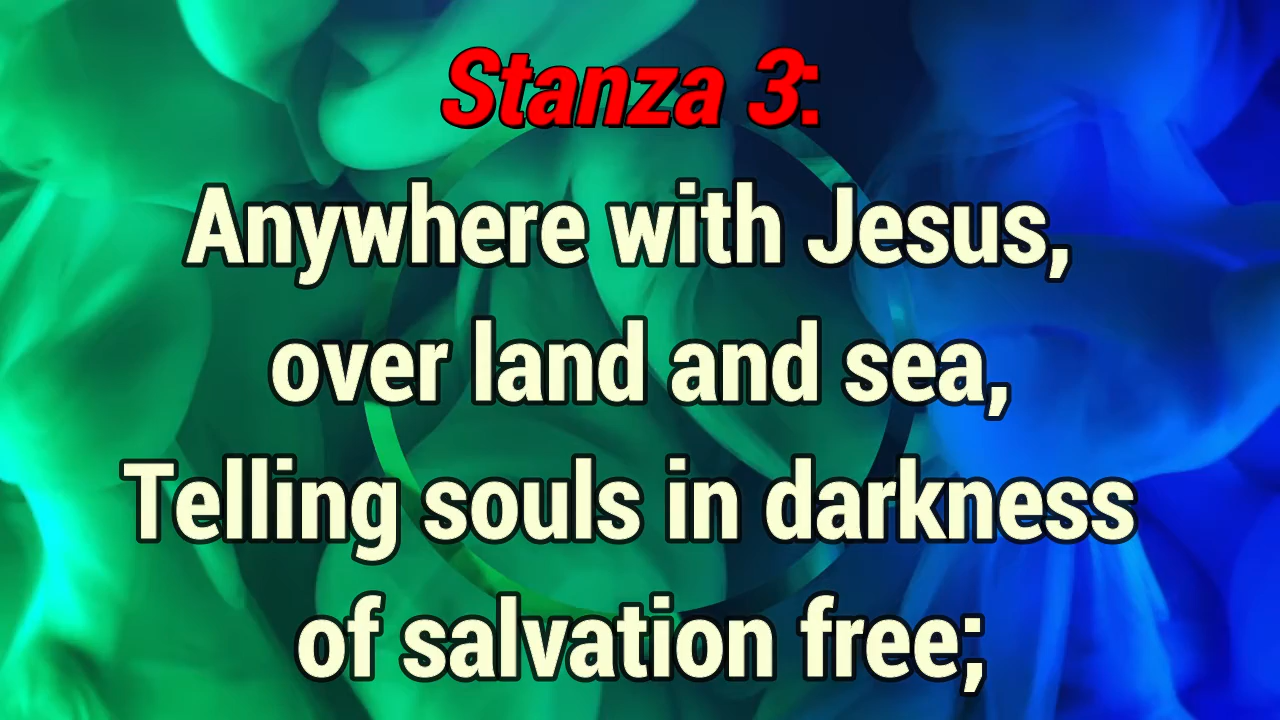 Stanza 3:
Anywhere with Jesus,
over land and sea,
Telling souls in darkness
of salvation free;